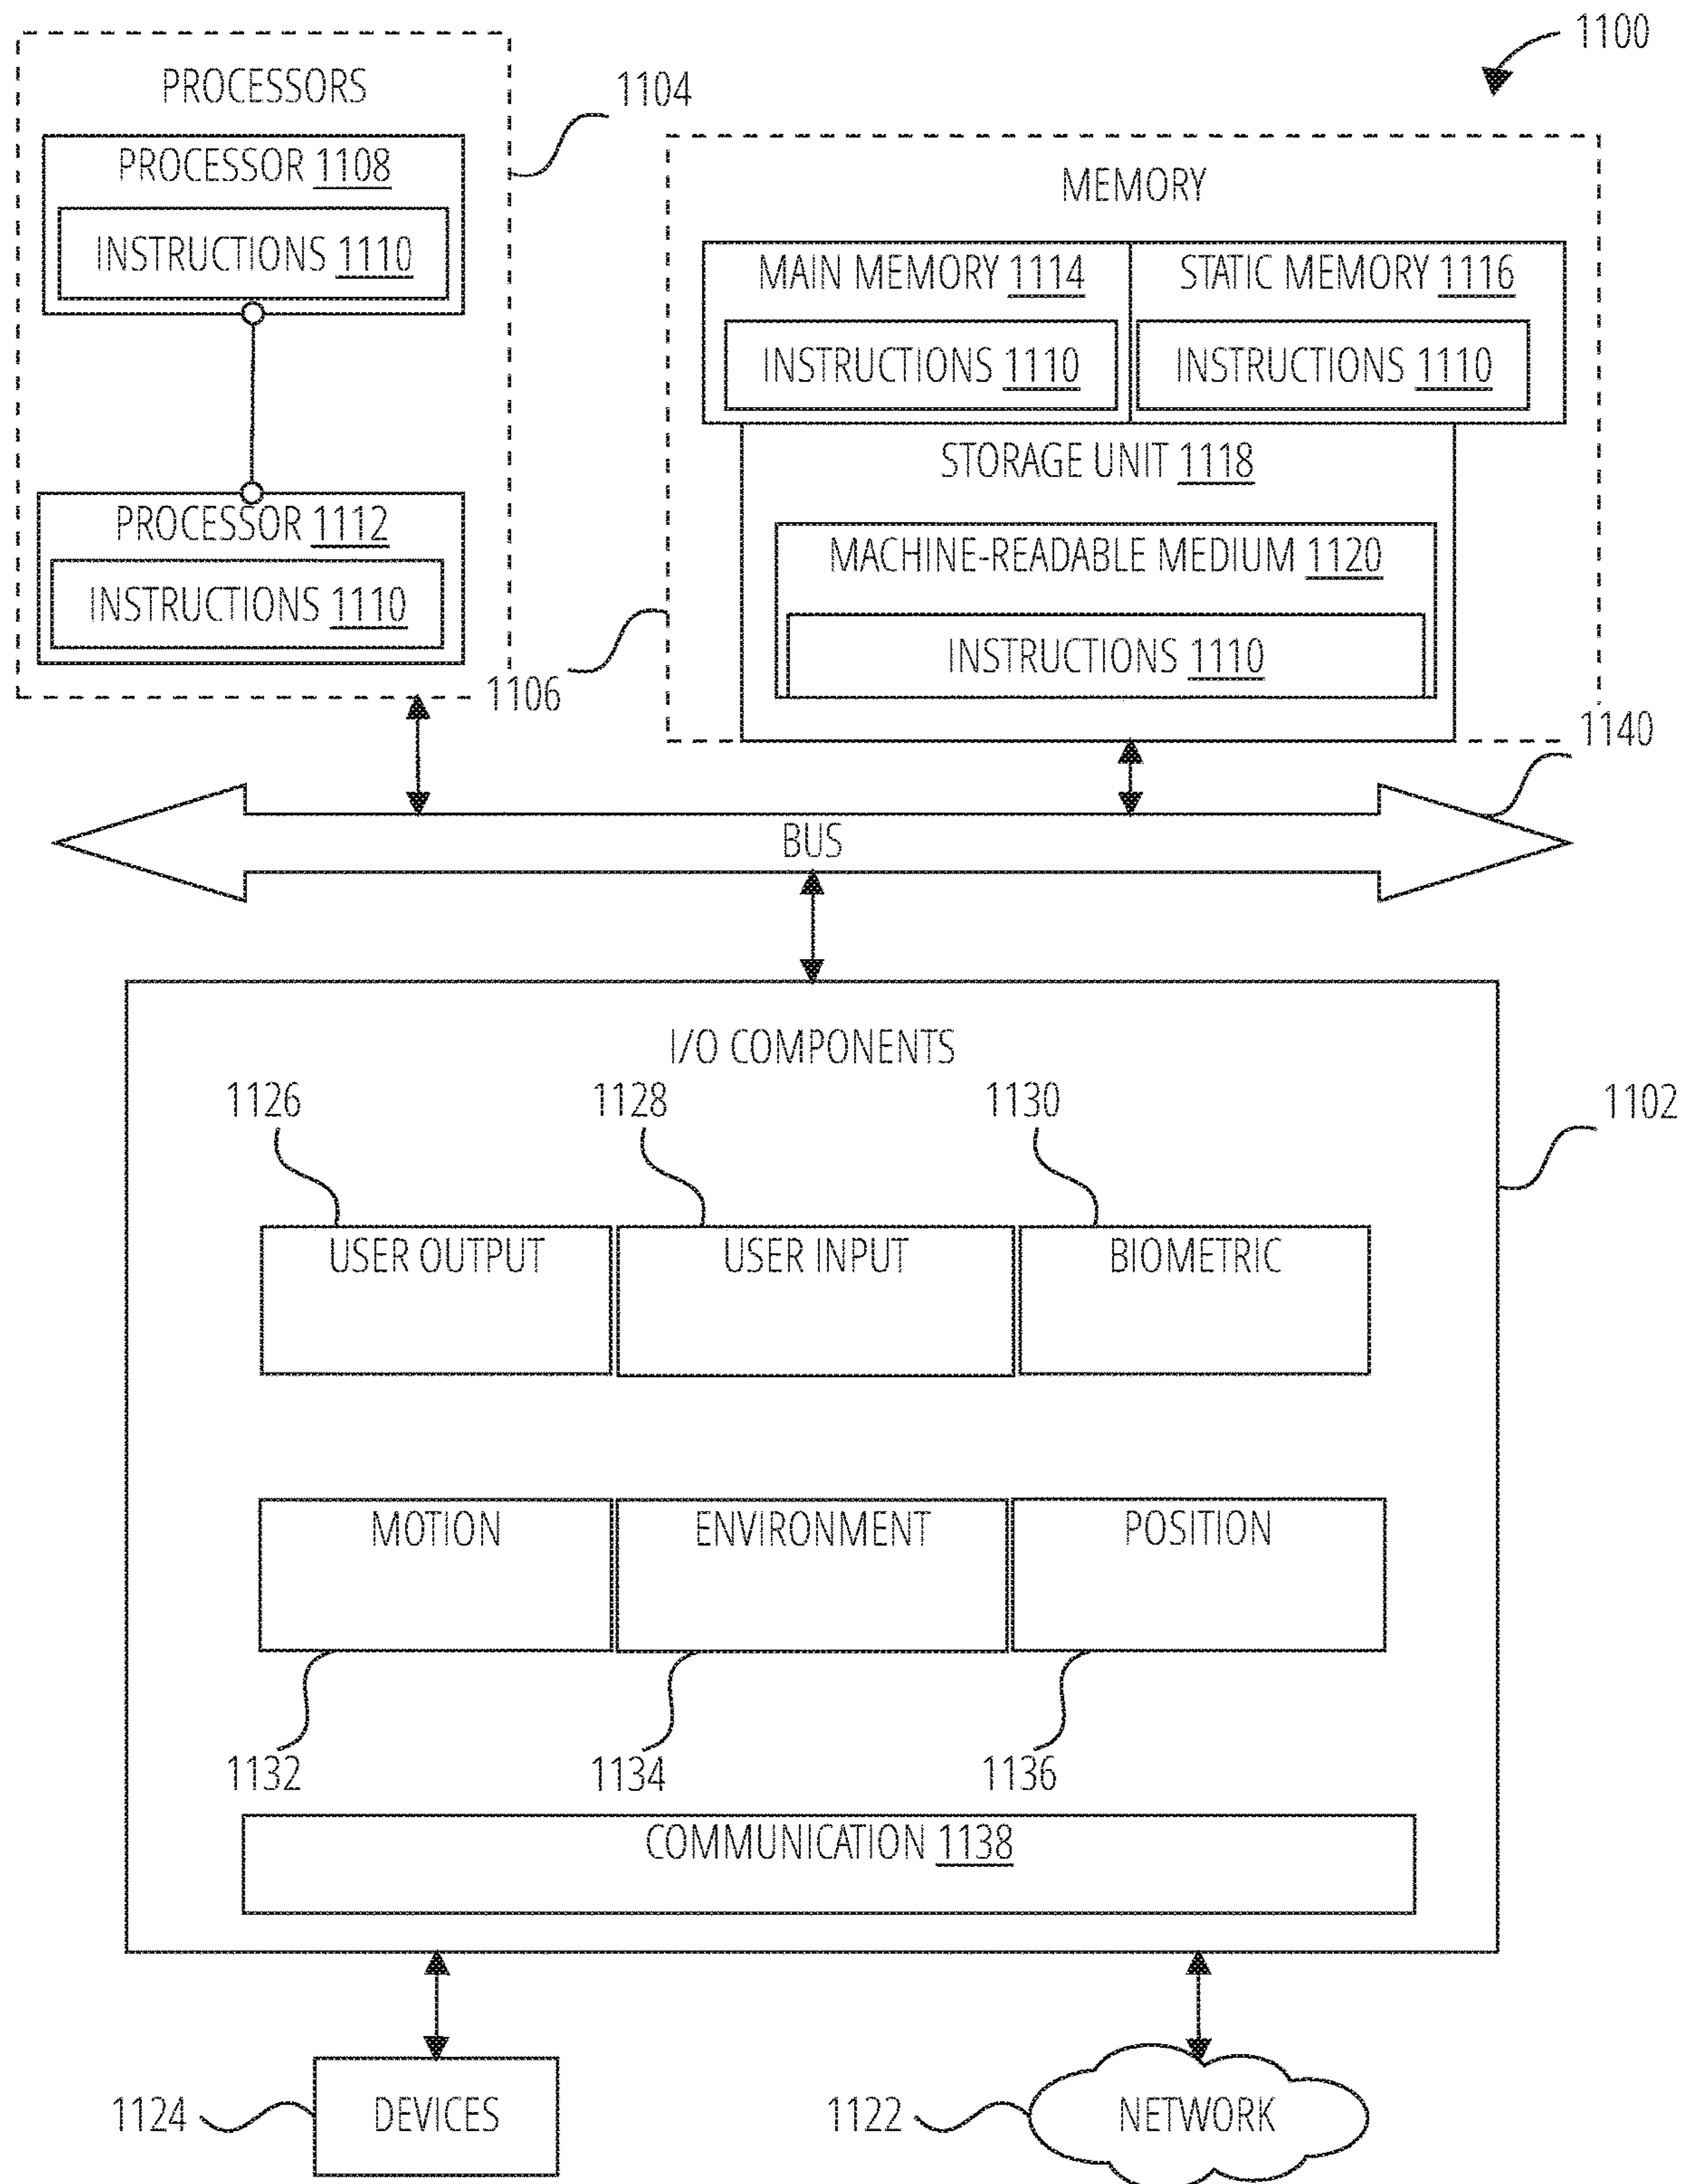 1100
PROCESSORS
1104
PROCESSOR 1108
INSTRUCTIONS 1110
MEMORY
MAIN MEMORY 1114
STATIC MEMORY 1116
INSTRUCTIONS 1110
INSTRUCTIONS 1110
STORAGE UNIT 1118
PROCESSOR 1112
INSTRUCTIONS 1110
MACHINE-READABLE MEDIUM 1120
INSTRUCTIONS 1110
1106
1140
BUS
I/O COMPONENTS
1126
1128
1130
1102
USER OUTPUT
USER INPUT
BIOMETRIC
MOTION
ENVIRONMENT
POSITION
1132
1134
1136
COMMUNICATION 1138
1124
DEVICES
1122
NETWORK